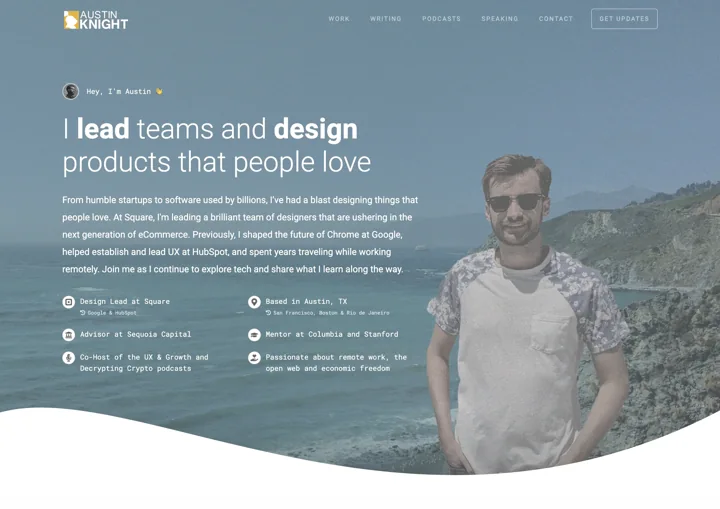 AUSTIN
KNIGHT
WORK WRITING PODCASTS SPEAKING CONTACT GET UPDATES
Hey, I'm Austin 👋
I lead teams and design
products that people love
From humble startups to software used by billions, I've had a blast designing things that
people love. At Square, I'm leading a brilliant team of designers that are ushering in the
next generation of eCommerce. Previously, I shaped the future of Chrome at Google,
helped establish and lead UX at HubSpot, and spent years traveling while working
remotely. Join me as I continue to explore tech and share what I learn along the way.
Design Lead at Square
Google & HubSpot
Based in Austin, TX
San Francisco, Boston & Rio de Janeiro
Advisor at Sequoia Capital
Mentor at Columbia and Stanford
Co-Host of the UX & Growth and
Decrypting Crypto podcasts
Passionate about remote work, the
open web and economic freedom